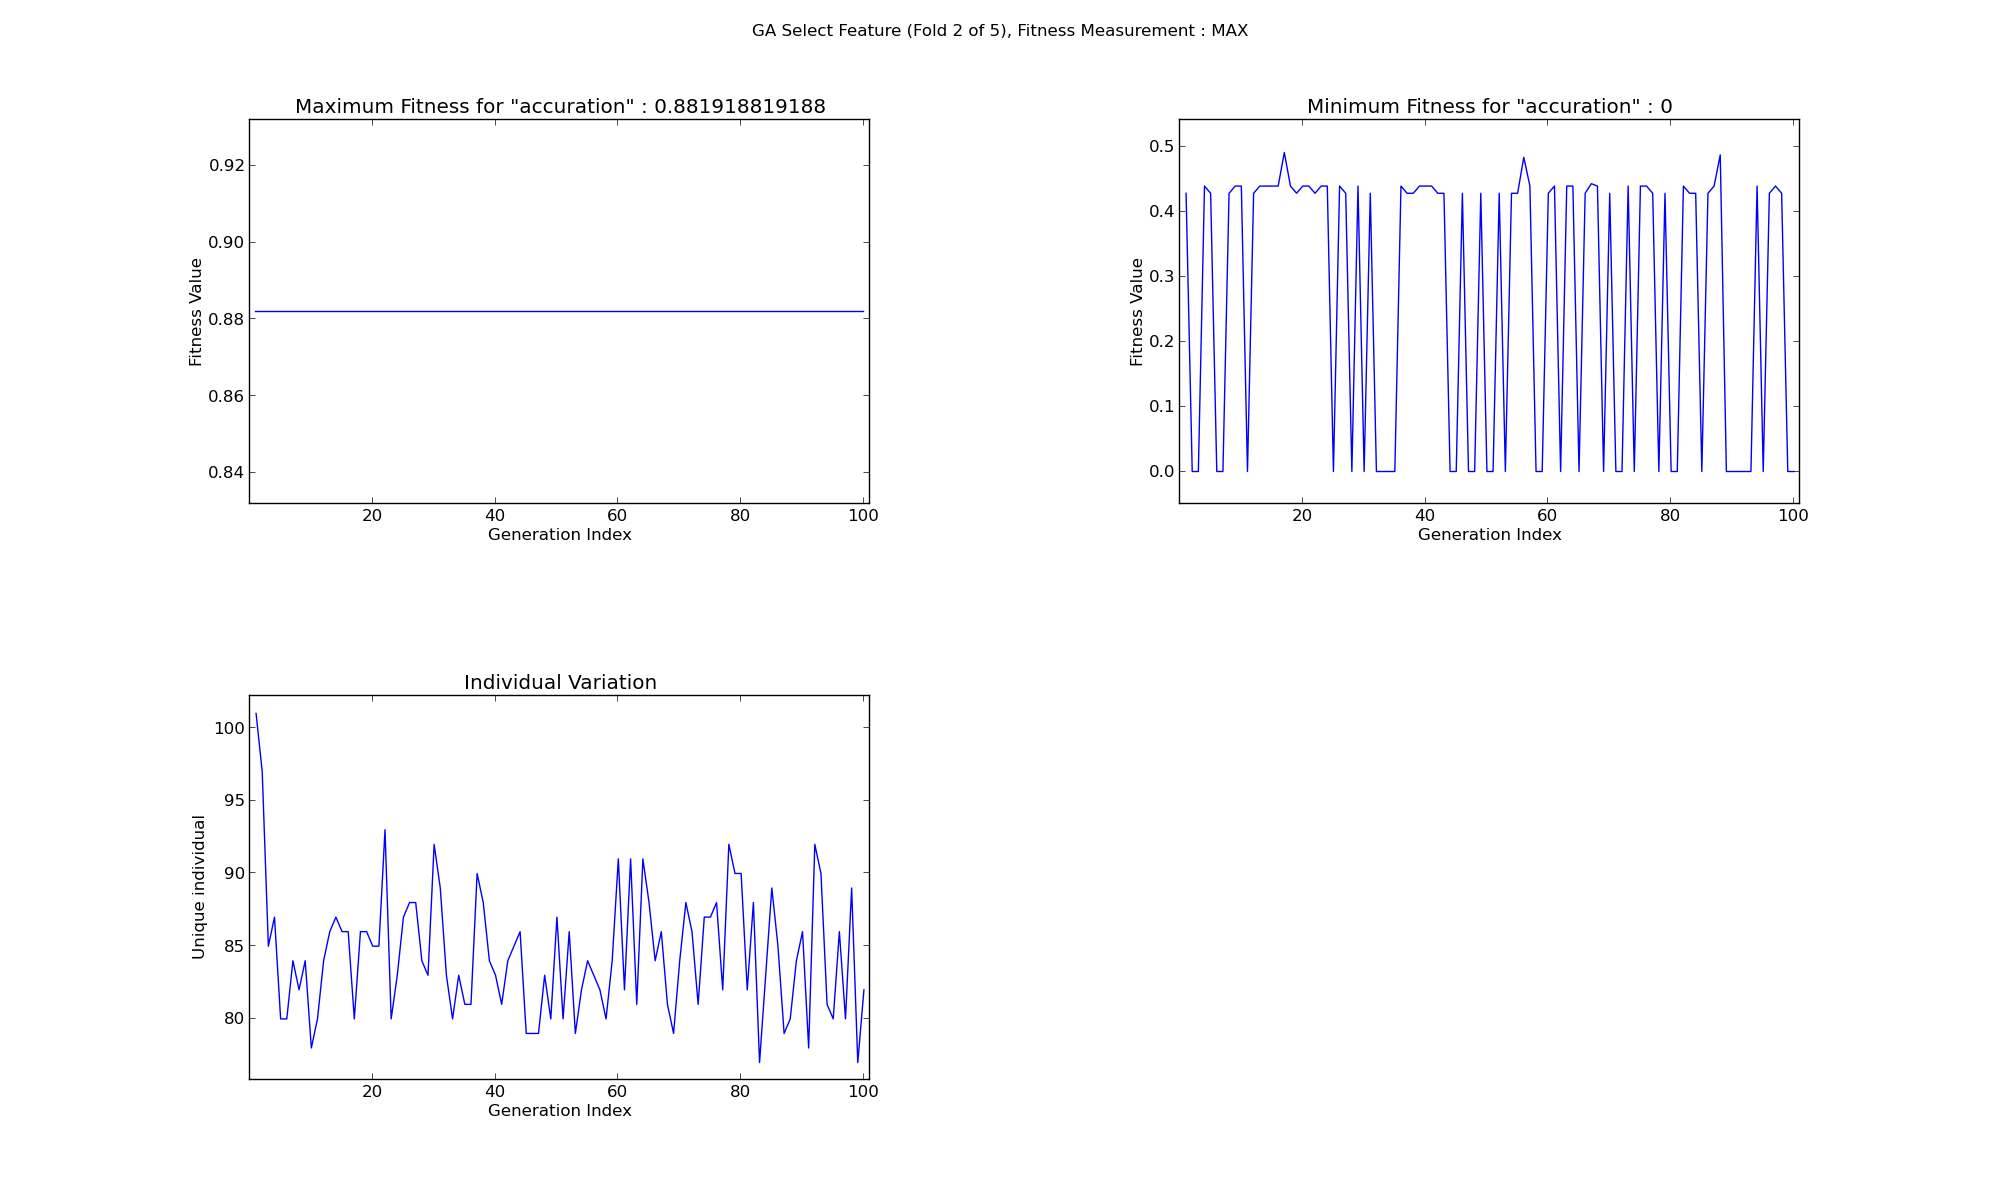 GA Select Feature (Fold 2 of 5), Fitness Measurement : MAX
Maximum Fitness for "accuration" : 0.881918819188
0.92
0.90
0.88
0.86
0.84
Fitness Value
20 40 60 80 100
Generation Index
Minimum Fitness for "accuration" : 0
0.5
0.4
0.3
0.2
0.1
0.0
Fitness Value
20 40 60 80 100
Generation Index
Individual Variation
100
95
90
85
80
Unique individual
20 40 60 80 100
Generation Index